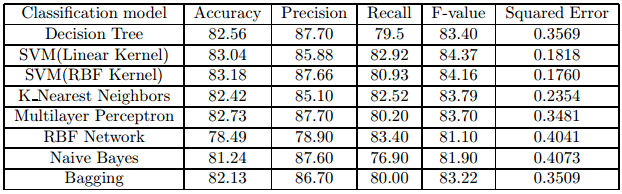 Classification model Accuracy Precision Recall F-value Squared Error
Decision Tree 82.56 87.70 79.5 83.40 0.3569
SVM(Linear Kernel) 83.04 85.88 82.92 84.37 0.1818
SVM(RBF Kernel) 83.18 87.66 80.93 84.16 0.1760
K_Nearest Neighbors 82.42 85.10 82.52 83.79 0.2354
Multilayer Perceptron 82.73 87.70 80.20 83.70 0.3481
RBF Network 78.49 78.90 83.40 81.10 0.4041
Naive Bayes 81.24 87.60 76.90 81.90 0.4073
Bagging 82.13 86.70 80.00 83.22 0.3509